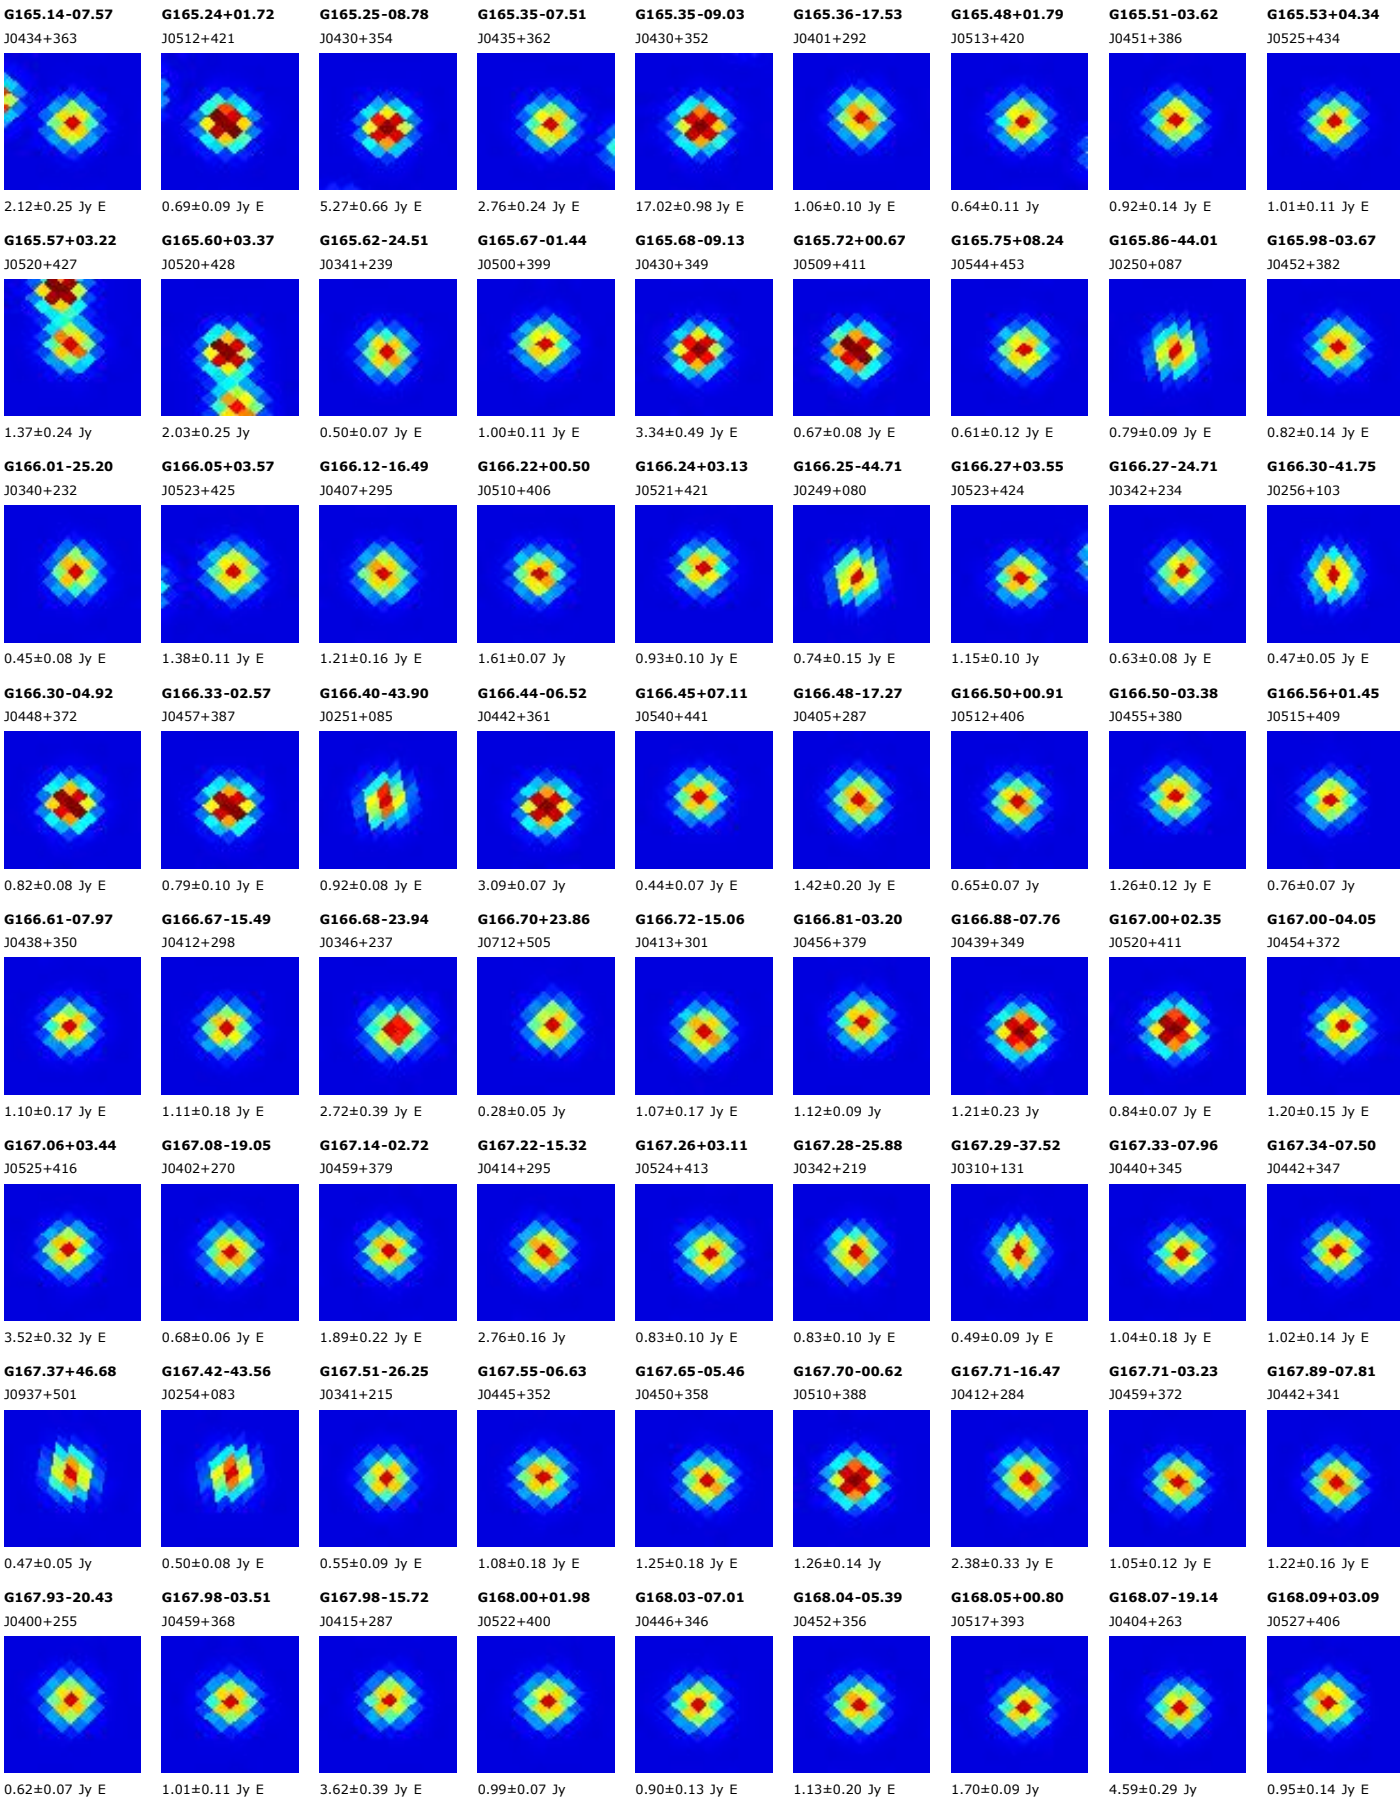 G165.14-07.57 G165.24+01.72 G165.25-08.78 G165.35-07.51 G165.35-09.03 G165.36-17.53 G165.48+01.79 G165.51-03.62 G165.53+04.34
J0434+363 J0512+421 J0430+354 J0435+362 J0430+352 J0401+292 J0513+420 J0451+386 J0525+434
2.12±0.25 Jy E 0.69±0.09 Jy E 5.27±0.66 Jy E 2.76±0.24 Jy E 17.02±0.98 Jy E 1.06±0.10 Jy E 0.64±0.11 Jy 0.92±0.14 Jy E 1.01±0.11 Jy E
G165.57+03.22 G165.60+03.37 G165.62-24.51 G165.67-01.44 G165.68-09.13 G165.72+00.67 G165.75+08.24 G165.86-44.01 G165.98-03.67
J0520+427 J0520+428 J0341+239 J0500+399 J0430+349 J0509+411 J0544+453 J0250+087 J0452+382
1.37±0.24 Jy 2.03±0.25 Jy 0.50±0.07 Jy E 1.00±0.11 Jy E 3.34±0.49 Jy E 0.67±0.08 Jy E 0.61±0.12 Jy E 0.79±0.09 Jy E 0.82±0.14 Jy E
G166.01-25.20 G166.05+03.57 G166.12-16.49 G166.22+00.50 G166.24+03.13 G166.25-44.71 G166.27+03.55 G166.27-24.71 G166.30-41.75
J0340+232 J0523+425 J0407+295 J0510+406 J0521+421 J0249+080 J0523+424 J0342+234 J0256+103
0.45±0.08 Jy E 1.38±0.11 Jy E 1.21±0.16 Jy E 1.61±0.07 Jy 0.93±0.10 Jy E 0.74±0.15 Jy E 1.15±0.10 Jy 0.63±0.08 Jy E 0.47±0.05 Jy E
G166.30-04.92 G166.33-02.57 G166.40-43.90 G166.44-06.52 G166.45+07.11 G166.48-17.27 G166.50+00.91 G166.50-03.38 G166.56+01.45
J0448+372 J0457+387 J0251+085 J0442+361 J0540+441 J0405+287 J0512+406 J0455+380 J0515+409
0.82±0.08 Jy E 0.79±0.10 Jy E 0.92±0.08 Jy E 3.09±0.07 Jy 0.44±0.07 Jy E 1.42±0.20 Jy E 0.65±0.07 Jy 1.26±0.12 Jy E 0.76±0.07 Jy
G166.61-07.97 G166.67-15.49 G166.68-23.94 G166.70+23.86 G166.72-15.06 G166.81-03.20 G166.88-07.76 G167.00+02.35 G167.00-04.05
J0438+350 J0412+298 J0346+237 J0712+505 J0413+301 J0456+379 J0439+349 J0520+411 J0454+372
1.10±0.17 Jy E 1.11±0.18 Jy E 2.72±0.39 Jy E 0.28±0.05 Jy 1.07±0.17 Jy E 1.12±0.09 Jy 1.21±0.23 Jy 0.84±0.07 Jy E 1.20±0.15 Jy E
G167.06+03.44 G167.08-19.05 G167.14-02.72 G167.22-15.32 G167.26+03.11 G167.28-25.88 G167.29-37.52 G167.33-07.96 G167.34-07.50
J0525+416 J0402+270 J0459+379 J0414+295 J0524+413 J0342+219 J0310+131 J0440+345 J0442+347
3.52±0.32 Jy E 0.68±0.06 Jy E 1.89±0.22 Jy E 2.76±0.16 Jy 0.83±0.10 Jy E 0.83±0.10 Jy E 0.49±0.09 Jy E 1.04±0.18 Jy E 1.02±0.14 Jy E
G167.37+46.68 G167.42-43.56 G167.51-26.25 G167.55-06.63 G167.65-05.46 G167.70-00.62 G167.71-16.47 G167.71-03.23 G167.89-07.81
J0937+501 J0254+083 J0341+215 J0445+352 J0450+358 J0510+388 J0412+284 J0459+372 J0442+341
0.47±0.05 Jy 0.50±0.08 Jy E 0.55±0.09 Jy E 1.08±0.18 Jy E 1.25±0.18 Jy E 1.26±0.14 Jy 2.38±0.33 Jy E 1.05±0.12 Jy E 1.22±0.16 Jy E
G167.93-20.43 G167.98-03.51 G167.98-15.72 G168.00+01.98 G168.03-07.01 G168.04-05.39 G168.05+00.80 G168.07-19.14 G168.09+03.09
J0400+255 J0459+368 J0415+287 J0522+400 J0446+346 J0452+356 J0517+393 J0404+263 J0527+406
0.62±0.07 Jy E 1.01±0.11 Jy E 3.62±0.39 Jy E 0.99±0.07 Jy 0.90±0.13 Jy E 1.13±0.20 Jy E 1.70±0.09 Jy 4.59±0.29 Jy 0.95±0.14 Jy E